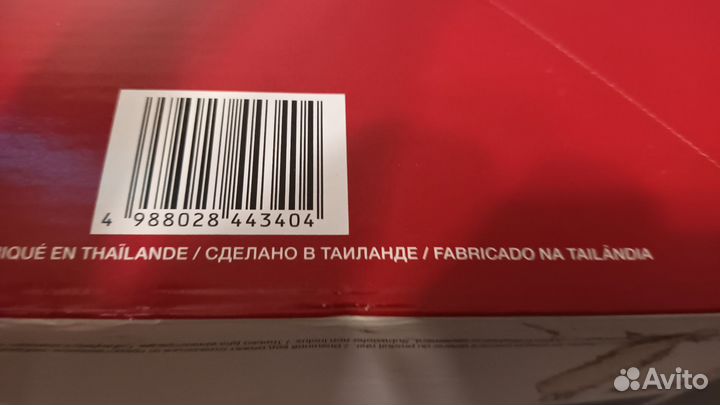 4 988028 443404
IQUÉ EN THAÏLANDE / СДЕЛАНО В ТАИЛАНДЕ / FABRICADO NA TAILÂNDIA
Avito